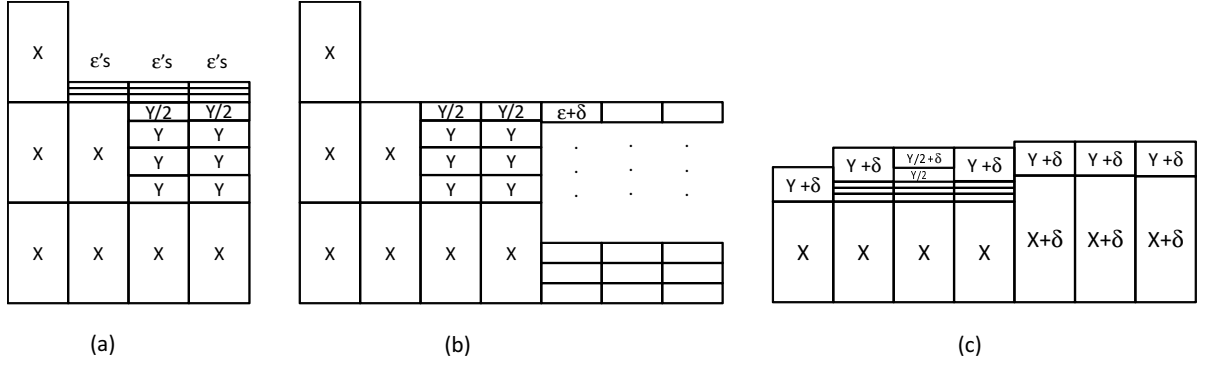 X
ε's ε's ε's
Y/2 Y/2
X X Y Y
Y Y
Y Y
X X X X
(a)
X
Y/2 Y/2 ε+δ
X X Y Y . . .
Y Y . . .
Y Y . . .
X X X X
(b)
Y +δ Y/2 +δ Y +δ Y +δ Y +δ Y +δ
Y +δ Y/2
X X X X X+δ X+δ X+δ
(c)